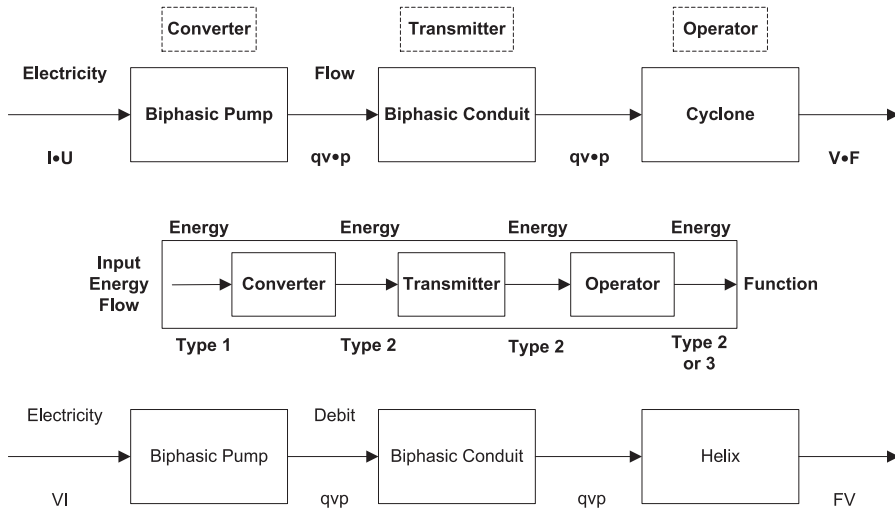 Converter
Transmitter
Operator
Electricity
Flow
Biphasic Pump
Biphasic Conduit
Cyclone
I•U
qv•p
qv•p
V•F
Energy
Energy
Energy
Energy
Input
Energy
Flow
Converter
Transmitter
Operator
Function
Type 1
Type 2
Type 2
Type 2
or 3
Electricity
Debit
Biphasic Pump
Biphasic Conduit
Helix
VI
qvp
qvp
FV